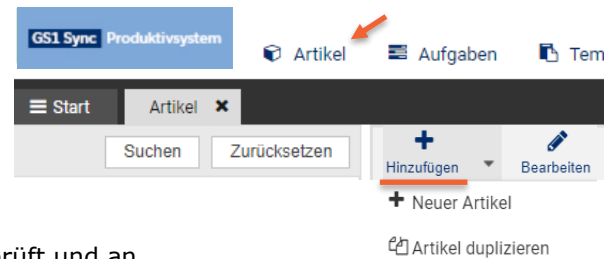 GS1 Sync Produktivsystem
Artikel Aufgaben Tem
Start Artikel
Suchen Zurücksetzen Hinzufügen Bearbeiten
Neuer Artikel
Artikel duplizieren
rüft und an